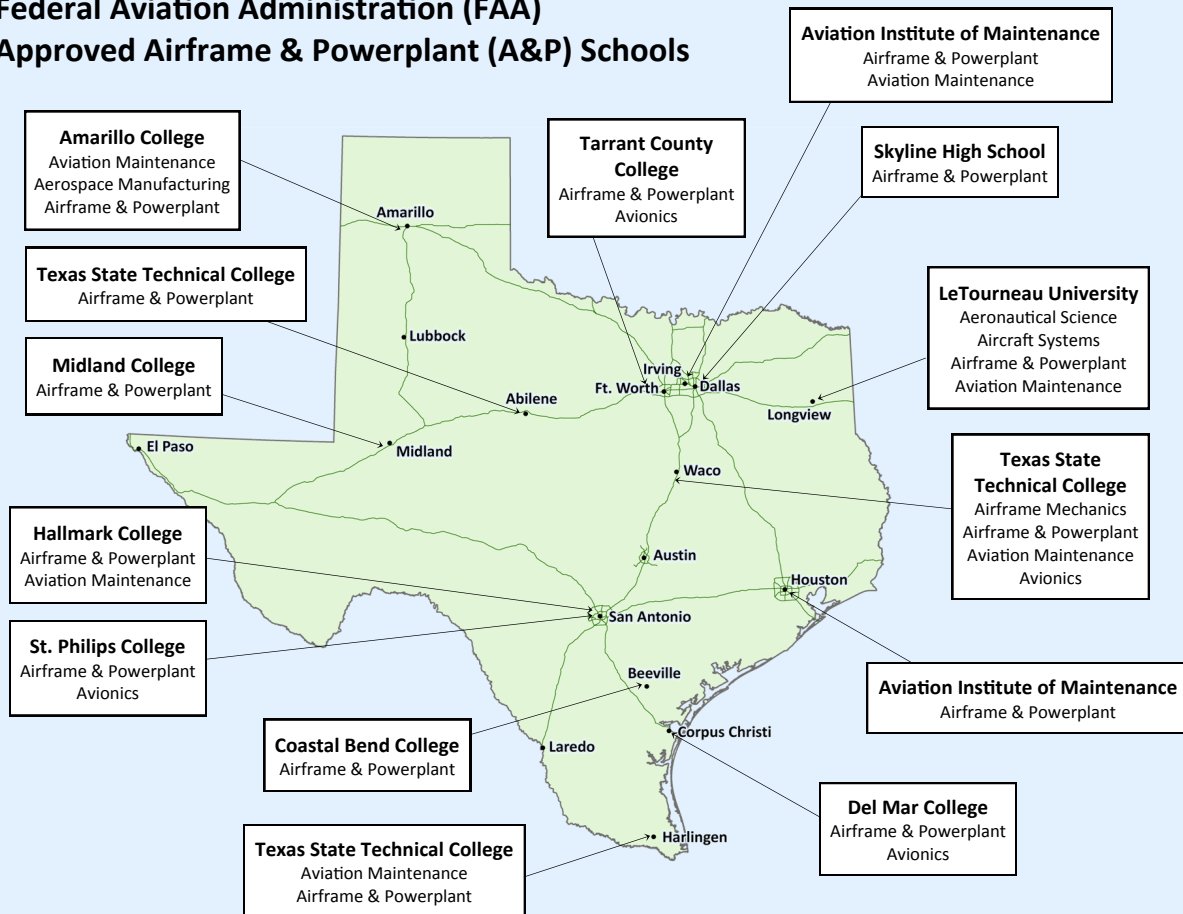 Federal Aviation Administration (FAA)
Approved Airframe & Powerplant (A&P) Schools
Aviation Institute of Maintenance
Airframe & Powerplant
Aviation Maintenance
Amarillo College
Aviation Maintenance
Aerospace Manufacturing
Airframe & Powerplant
Tarrant County
College
Airframe & Powerplant
Avionics
Skyline High School
Airframe & Powerplant
Texas State Technical College
Airframe & Powerplant
LeTourneau University
Aeronautical Science
Aircraft Systems
Airframe & Powerplant
Aviation Maintenance
Midland College
Airframe & Powerplant
Amarillo
Lubbock
Irving
Ft. Worth
Dallas
Abilene
Longview
El Paso
Midland
Waco
Texas State
Technical College
Airframe Mechanics
Airframe & Powerplant
Aviation Maintenance
Avionics
Hallmark College
Airframe & Powerplant
Aviation Maintenance
Austin
Houston
San Antonio
St. Philips College
Airframe & Powerplant
Avionics
Beeville
Aviation Institute of Maintenance
Airframe & Powerplant
Coastal Bend College
Airframe & Powerplant
Corpus Christi
Laredo
Del Mar College
Airframe & Powerplant
Avionics
Harlingen
Texas State Technical College
Aviation Maintenance
Airframe & Powerplant